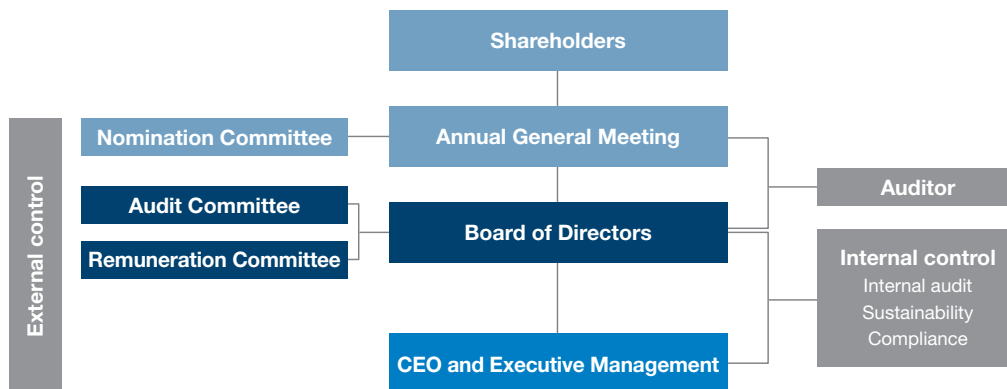 Shareholders
External control
Nomination Committee
Annual General Meeting
Auditor
Audit Committee
Remuneration Committee
Board of Directors
Internal control
Internal audit
Sustainability
Compliance
CEO and Executive Management